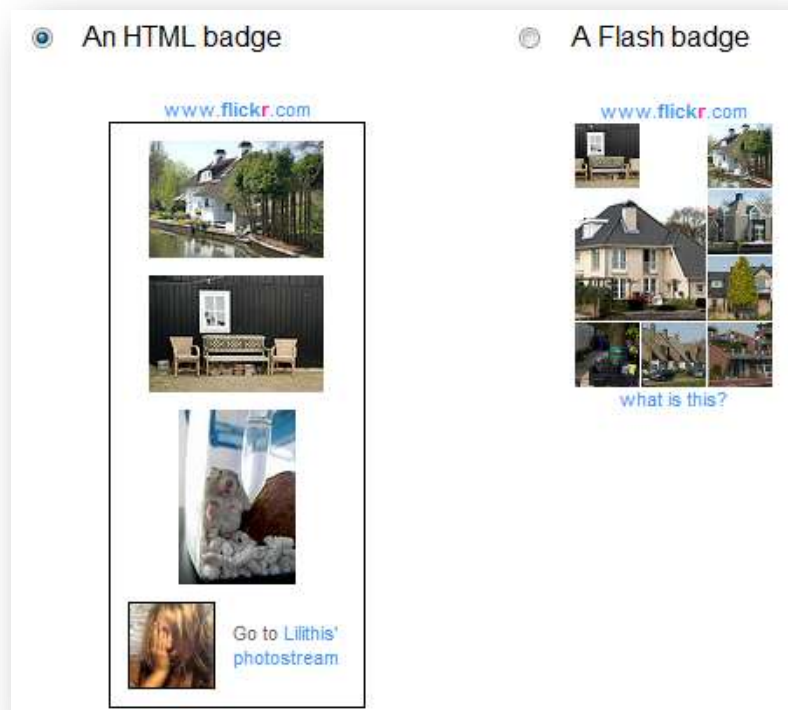 An HTML badge
A Flash badge
www.flickr.com
Go to Lilithis'
photostream
www.flickr.com
what is this?